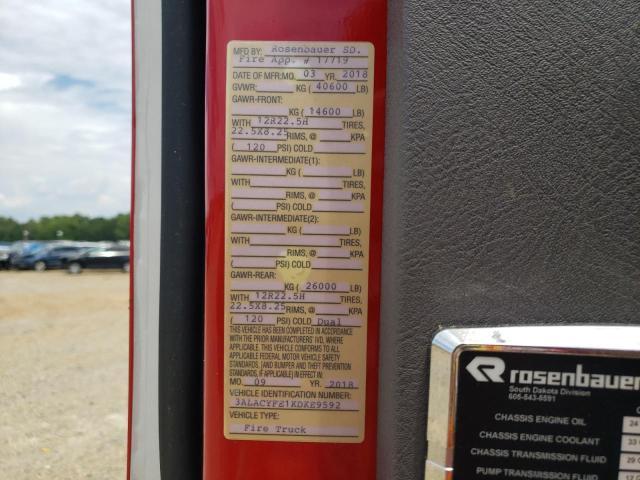 MFD BY: Rosenbauer SD.
Fire App. # 17719
DATE OF MFR:MO. 03 YR. 2018
GVWR: KG ( 40600 LB)
GAWR-FRONT:
KG ( 14600 LB)
WITH 12R22.5H TIRES,
22.5X8.25 RIMS, @ KPA
( 120 PSI) COLD
GAWR-INTERMEDIATE(1):
KG ( LB)
WITH TIRES,
RIMS, @ KPA
( PSI) COLD
GAWR-INTERMEDIATE(2):
KG ( LB)
WITH TIRES,
RIMS, @ KPA
( PSI) COLD
GAWR-REAR:
KG ( 26000 LB)
WITH 12R22.5H TIRES,
22.5X8.25 RIMS, @ KPA
( 120 PSI) COLD Dual
THIS VEHICLE HAS BEEN COMPLETED IN ACCORDANCE
WITH THE PRIOR MANUFACTURERS' IVD, WHERE
APPLICABLE. THIS VEHICLE CONFORMS TO ALL
APPLICABLE FEDERAL MOTOR VEHICLE SAFETY
STANDARDS, [AND BUMPER AND THEFT PREVENTION
STANDARDS, IF APPLICABLE] IN EFFECT IN
MO. 09 YR. 2018
VEHICLE IDENTIFICATION NUMBER:
3ALACYFE1KDKE9592
VEHICLE TYPE:
Fire Truck
rosenbauer
South Dakota Division
605-543-5591
CHASSIS ENGINE OIL 24
CHASSIS ENGINE COOLANT 33
CHASSIS TRANSMISSION FLUID 29
PUMP TRANSMISSION FLUID